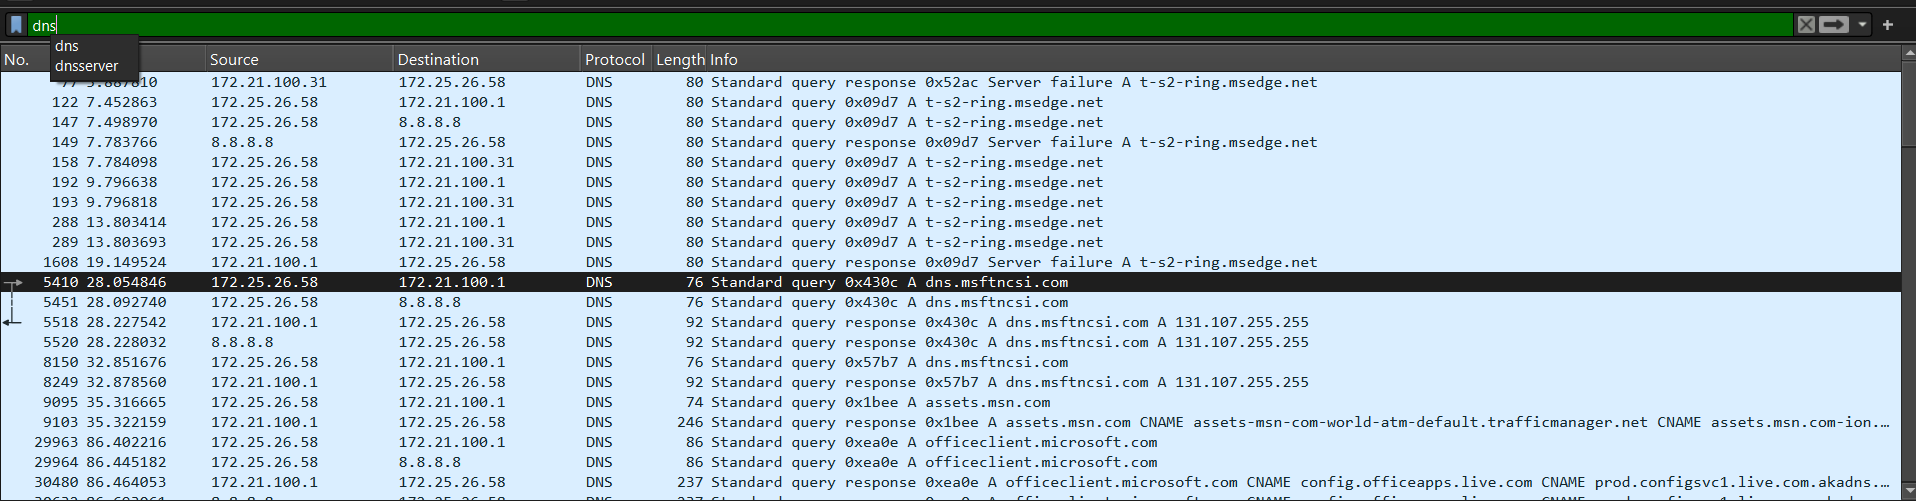 dns
dns
dnsserver
No. Source Destination Protocol Length Info
172.21.100.31 172.25.26.58 DNS 80 Standard query response 0x52ac Server failure A t-s2-ring.msedge.net
122 7.452863 172.25.26.58 172.21.100.1 DNS 80 Standard query 0x09d7 A t-s2-ring.msedge.net
147 7.498970 172.25.26.58 8.8.8.8 DNS 80 Standard query 0x09d7 A t-s2-ring.msedge.net
149 7.783766 8.8.8.8 172.25.26.58 DNS 80 Standard query response 0x09d7 Server failure A t-s2-ring.msedge.net
158 7.784098 172.25.26.58 172.21.100.31 DNS 80 Standard query 0x09d7 A t-s2-ring.msedge.net
192 9.796638 172.25.26.58 172.21.100.1 DNS 80 Standard query 0x09d7 A t-s2-ring.msedge.net
193 9.796818 172.25.26.58 172.21.100.31 DNS 80 Standard query 0x09d7 A t-s2-ring.msedge.net
288 13.803414 172.25.26.58 172.21.100.1 DNS 80 Standard query 0x09d7 A t-s2-ring.msedge.net
289 13.803693 172.25.26.58 172.21.100.31 DNS 80 Standard query 0x09d7 A t-s2-ring.msedge.net
1608 19.149524 172.21.100.1 172.25.26.58 DNS 80 Standard query response 0x09d7 Server failure A t-s2-ring.msedge.net
5410 28.054846 172.25.26.58 172.21.100.1 DNS 76 Standard query 0x430c A dns.msftncsi.com
5451 28.092740 172.25.26.58 8.8.8.8 DNS 76 Standard query 0x430c A dns.msftncsi.com
5518 28.227542 172.21.100.1 172.25.26.58 DNS 92 Standard query response 0x430c A dns.msftncsi.com A 131.107.255.255
5520 28.228032 8.8.8.8 172.25.26.58 DNS 92 Standard query response 0x430c A dns.msftncsi.com A 131.107.255.255
8150 32.851676 172.25.26.58 172.21.100.1 DNS 76 Standard query 0x57b7 A dns.msftncsi.com
8249 32.878560 172.21.100.1 172.25.26.58 DNS 92 Standard query response 0x57b7 A dns.msftncsi.com A 131.107.255.255
9095 35.316665 172.25.26.58 172.21.100.1 DNS 74 Standard query 0x1bee A assets.msn.com
9103 35.322159 172.21.100.1 172.25.26.58 DNS 246 Standard query response 0x1bee A assets.msn.com CNAME assets-msn-com-world-atm-default.trafficmanager.net CNAME assets.msn.com-ion.…
29963 86.402216 172.25.26.58 172.21.100.1 DNS 86 Standard query 0xea0e A officeclient.microsoft.com
29964 86.445182 172.25.26.58 8.8.8.8 DNS 86 Standard query 0xea0e A officeclient.microsoft.com
30480 86.464053 172.21.100.1 172.25.26.58 DNS 237 Standard query response 0xea0e A officeclient.microsoft.com CNAME config.officeapps.live.com CNAME prod.configsvc1.live.com.akadns.…